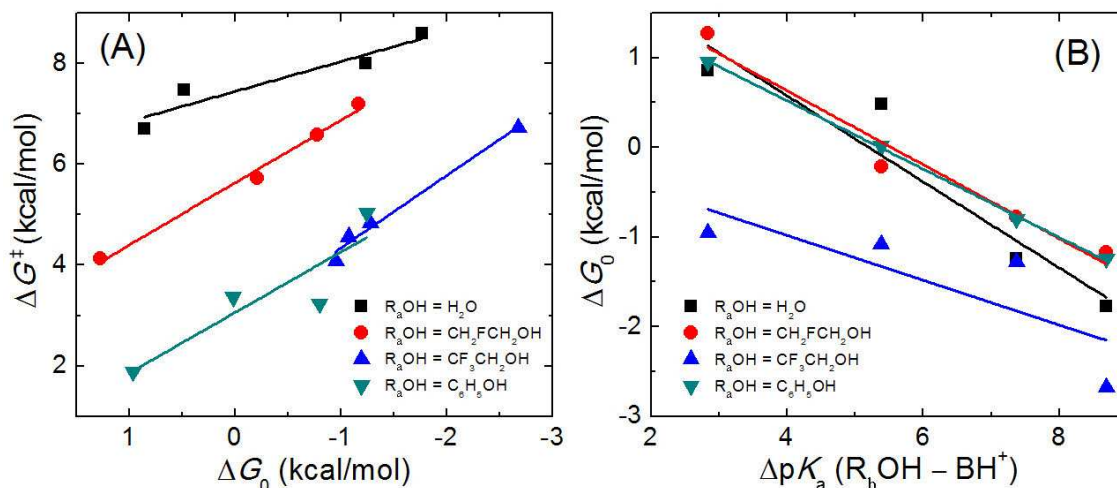 (A)
8
6
4
2
ΔG‡ (kcal/mol)
RₐOH = H₂O
RₐOH = CH₂FCH₂OH
RₐOH = CF₃CH₂OH
RₐOH = C₆H₅OH
1 0 -1 -2 -3
ΔG₀ (kcal/mol)
(B)
1
0
-1
-2
-3
ΔG₀ (kcal/mol)
RₐOH = H₂O
RₐOH = CH₂FCH₂OH
RₐOH = CF₃CH₂OH
RₐOH = C₆H₅OH
2 4 6 8
ΔpKₐ (R_bOH – BH⁺)